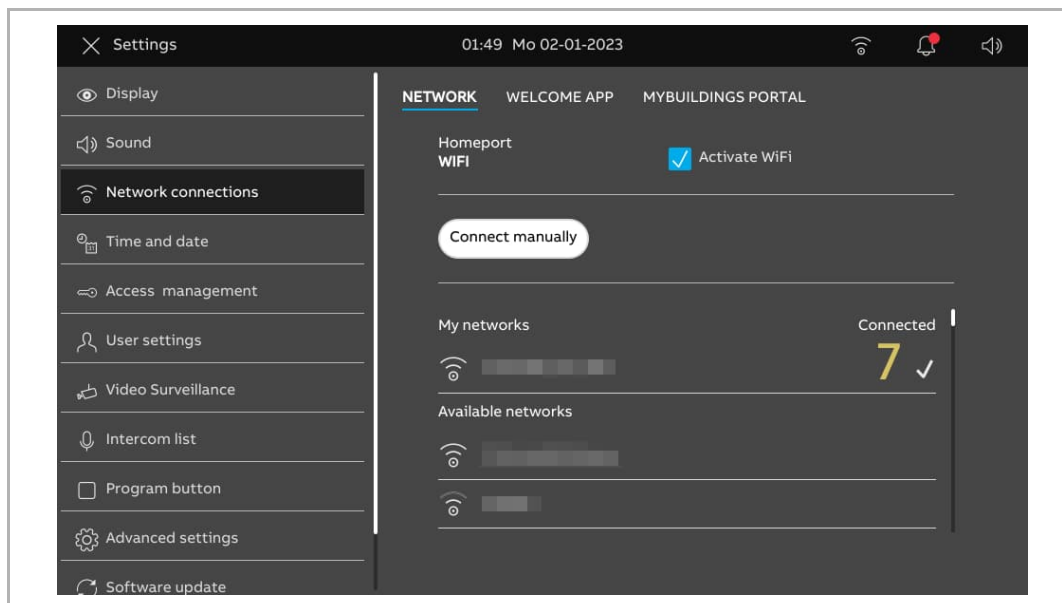 Settings
01:49 Mo 02-01-2023
Display
Sound
Network connections
Time and date
Access management
User settings
Video Surveillance
Intercom list
Program button
Advanced settings
Software update
NETWORK WELCOME APP MYBUILDINGS PORTAL
Homeport
WIFI
Activate WiFi
Connect manually
My networks Connected
7
Available networks